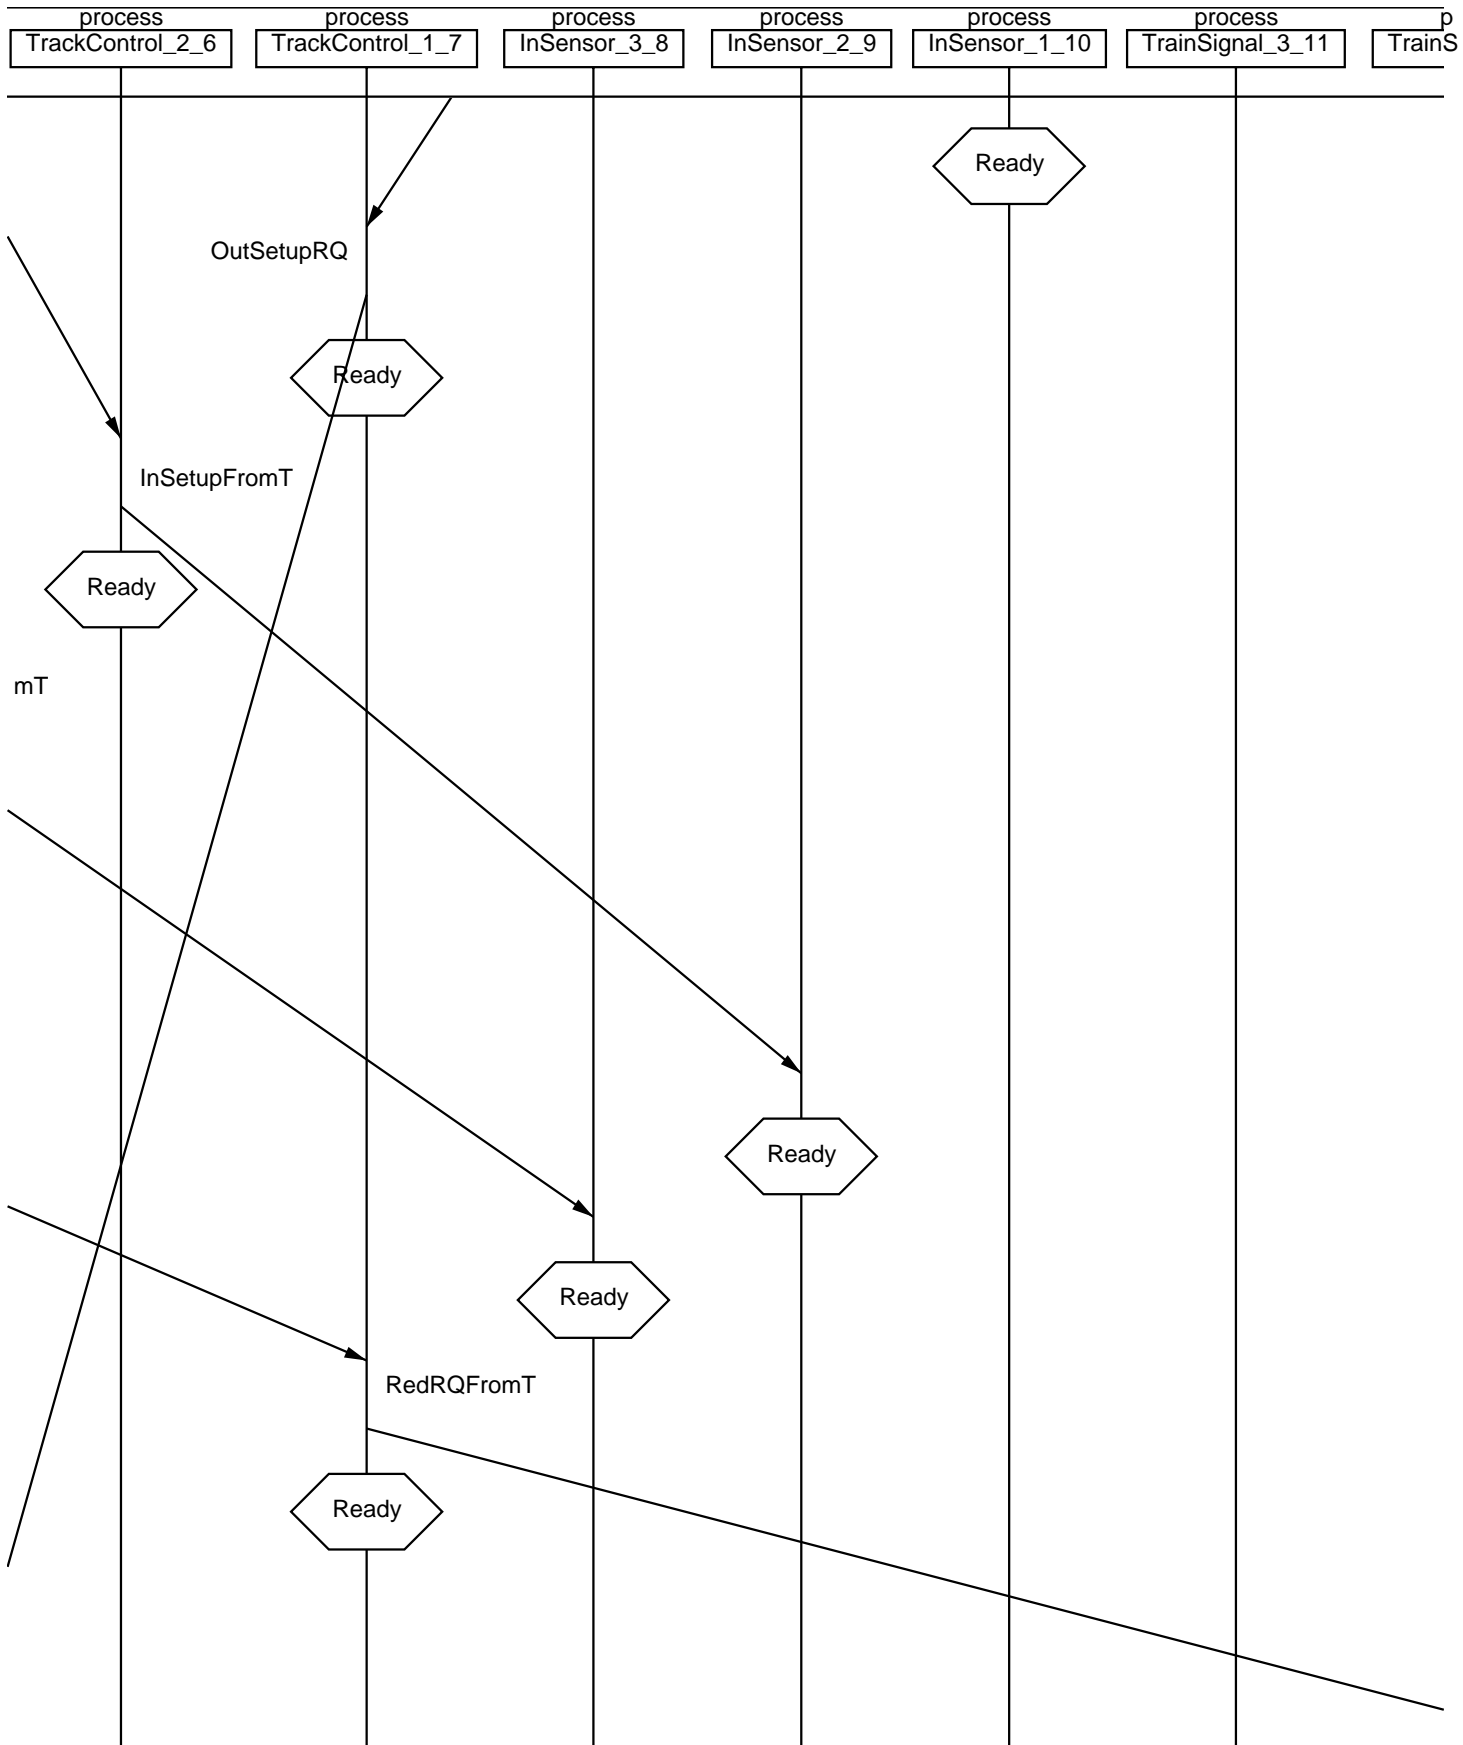 process process process process process process p
TrackControl_2_6 TrackControl_1_7 InSensor_3_8 InSensor_2_9 InSensor_1_10 TrainSignal_3_11 TrainS
Ready
OutSetupRQ
Ready
InSetupFromT
Ready
mT
Ready
Ready
RedRQFromT
Ready